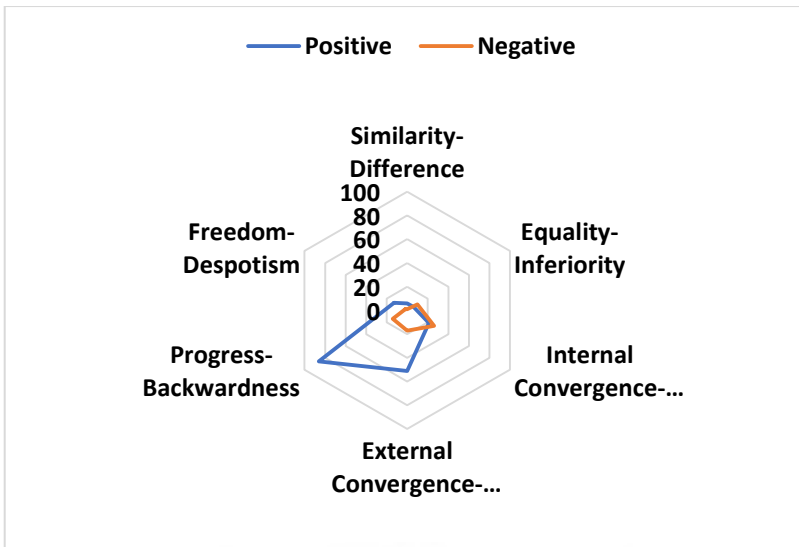 Positive
Negative
Similarity-
Difference
100
80
60
40
20
0
Freedom-
Despotism
Equality-
Inferiority
Progress-
Backwardness
Internal
Convergence-...
External
Convergence-...